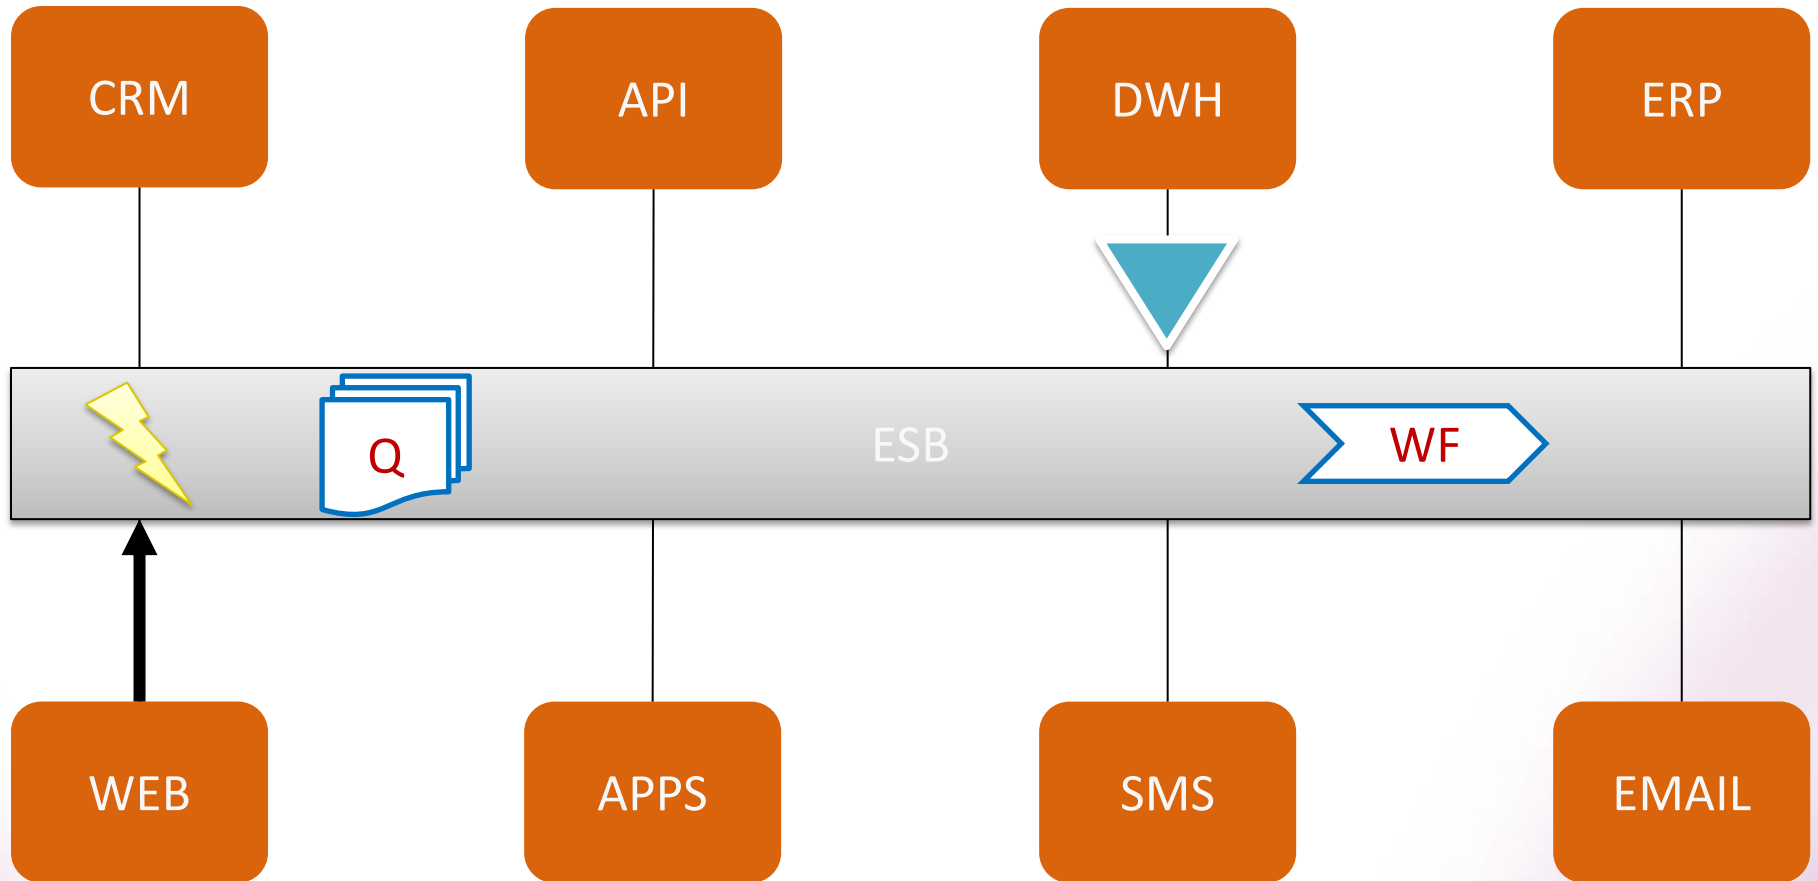 CRM
API
DWH
ERP
Q
ESB
WF
WEB
APPS
SMS
EMAIL